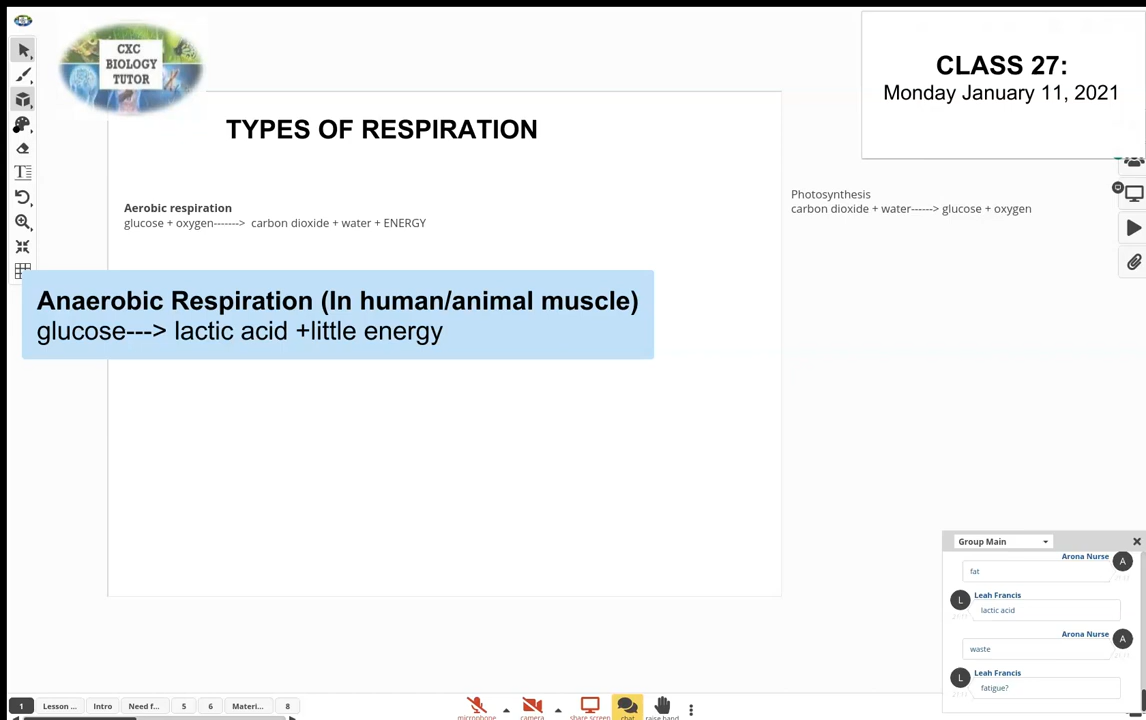 CXC
BIOLOGY
TUTOR
CLASS 27:
Monday January 11, 2021
TYPES OF RESPIRATION
Aerobic respiration
glucose + oxygen-------> carbon dioxide + water + ENERGY
Photosynthesis
carbon dioxide + water------> glucose + oxygen
Anaerobic Respiration (In human/animal muscle)
glucose---> lactic acid +little energy
Group Main
Arona Nurse
A
fat
Leah Francis
L
lactic acid
Arona Nurse
A
waste
Leah Francis
L
fatigue?
1 Lesson ... Intro Need f... 5 6 Materi... 8
microphone camera share screen chat raise hand